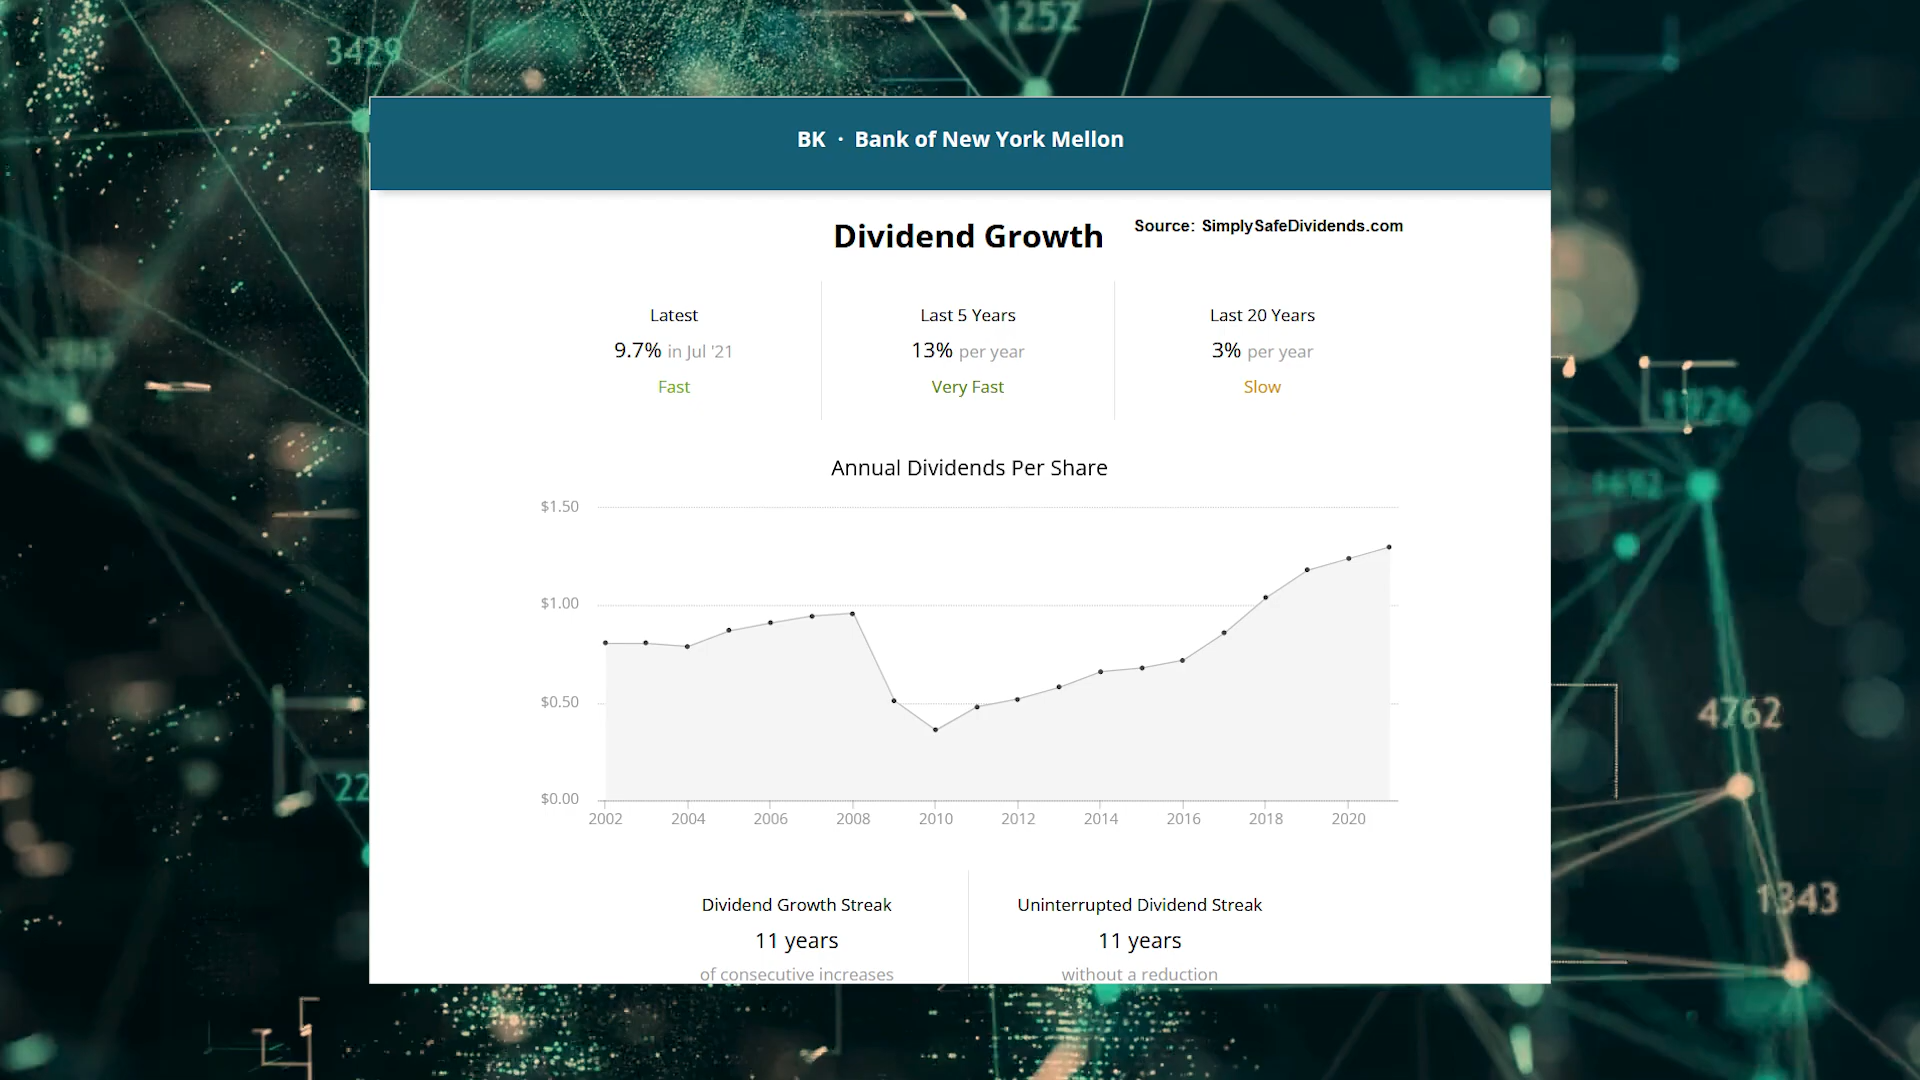 3429
1252
BK · Bank of New York Mellon
Dividend Growth
Source: SimplySafeDividends.com
Latest
9.7% in Jul '21
Fast
Last 5 Years
13% per year
Very Fast
Last 20 Years
3% per year
Slow
Annual Dividends Per Share
$1.50
$1.00
$0.50
$0.00
2002 2004 2006 2008 2010 2012 2014 2016 2018 2020
Dividend Growth Streak
11 years
of consecutive increases
Uninterrupted Dividend Streak
11 years
without a reduction
22
4762
1343